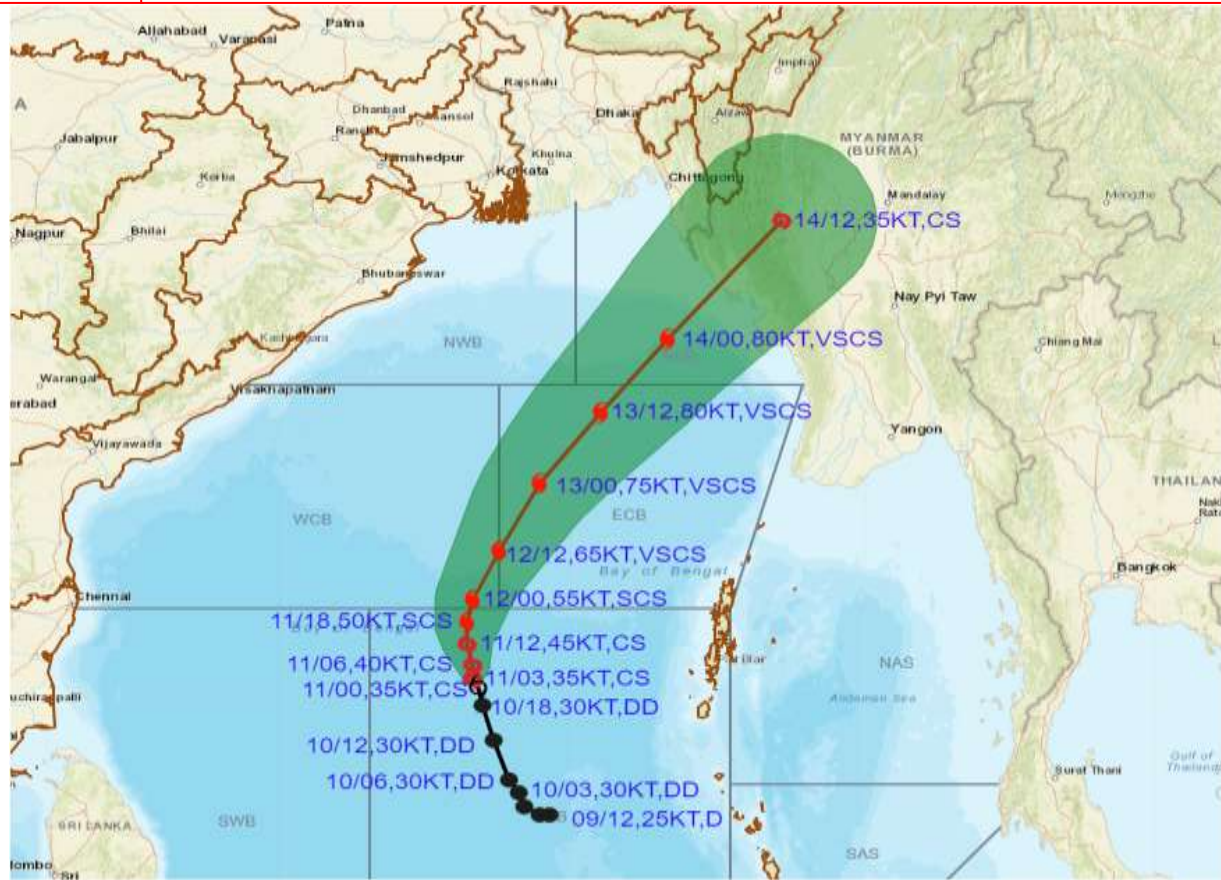 Patna
Allahabad
Varanasi
Imphal
A
Rajshahi
Dhanbad
Dhaka
Aizawl
Jabalpur
MYANMAR
(BURMA)
Jamshedpur
Khulna
Kolkata
Korba
Chittagong
Mandalay
Mengzhe
Nagpur
Bhilai
14/12,35KT,CS
Bhubaneswar
Nay Pyi Taw
NWB
14/00,80KT,VSCS
Chiang Mai
Warangal
Visakhapatnam
13/12,80KT,VSCS
Vijayawada
Yangon
13/00,75KT,VSCS
THAILAN
WCB
ECB
12/12,65KT,VSCS
Bay of Bengal
Bangkok
Chennai
12/00,55KT,SCS
11/18,50KT,SCS
11/12,45KT,CS
11/06,40KT,CS
NAS
11/03,35KT,CS
11/00,35KT,CS
Andaman Sea
uchirappalli
10/18,30KT,DD
10/12,30KT,DD
Gulf of
Thailand
Surat Thani
10/06,30KT,DD
10/03,30KT,DD
09/12,25KT,D
SRI LANKA
SWB
SAS
lombo
Sri